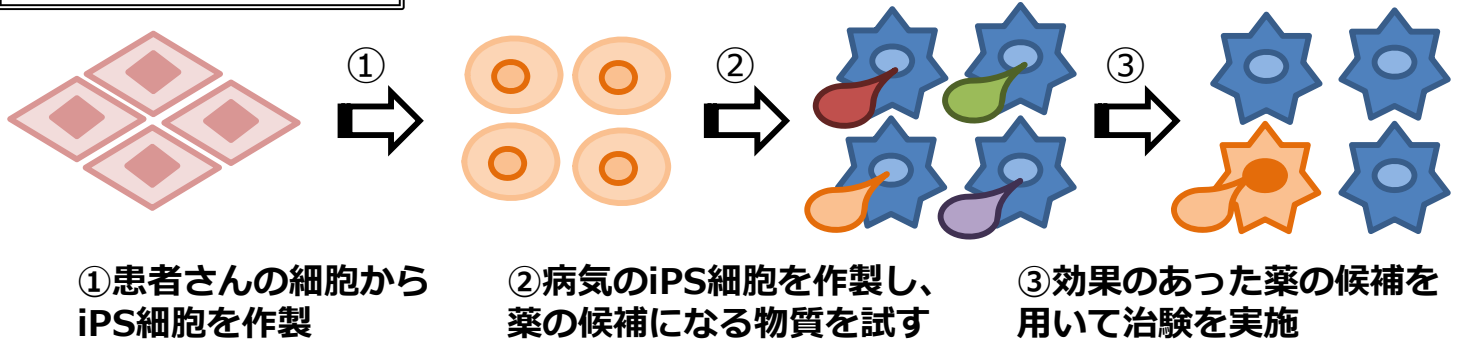 ①
②
③
①患者さんの細胞から
iPS細胞を作製
②病気のiPS細胞を作製し、
薬の候補になる物質を試す
③効果のあった薬の候補を
用いて治験を実施